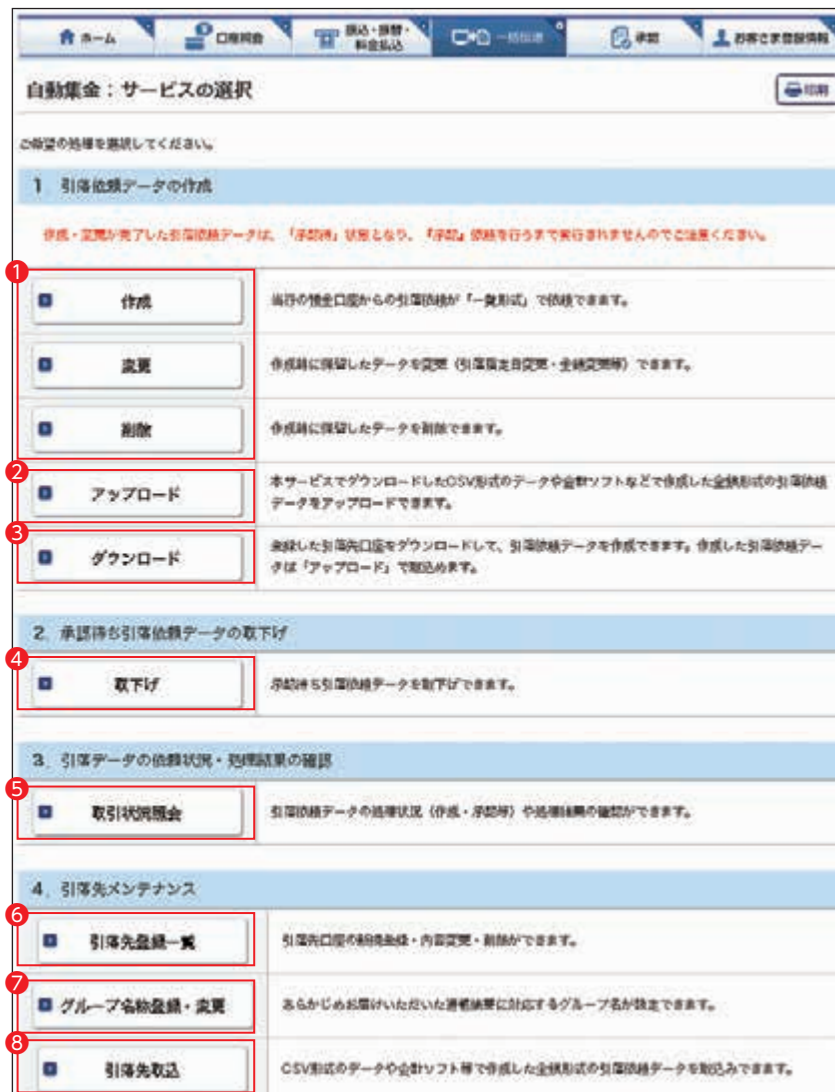 ホーム
口座照会
振込・振替・
料金払込
一括伝送
承認
お客さま登録情報
自動集金：サービスの選択
印刷
ご希望の処理を選択してください。
1 引落依頼データの作成
作成・変更が完了した引落依頼データは、「承認待」状態となり、「承認」依頼を行うまで実行されませんのでご注意ください。
1
作成
当行の預金口座からの引落依頼が「一覧形式」で依頼できます。
変更
作成時に保留したデータを変更（引落指定日変更・金額変更等）できます。
削除
作成時に保留したデータを削除できます。
2
アップロード
本サービスでダウンロードしたCSV形式のデータや会計ソフトなどで作成した全銀形式の引落依頼
データをアップロードできます。
3
ダウンロード
登録した引落先口座をダウンロードして、引落依頼データを作成できます。作成した引落依頼デー
タは「アップロード」で取込めます。
2. 承認待ち引落依頼データの取下げ
4
取下げ
承認待ち引落依頼データを取下げできます。
3. 引落データの依頼状況・処理結果の確認
5
取引状況照会
引落依頼データの処理状況（作成・承認等）や処理結果の確認ができます。
4. 引落先メンテナンス
6
引落先登録一覧
引落先口座の新規登録・内容変更・削除ができます。
7
グループ名称登録・変更
あらかじめお届けいただいた連絡摘要に対応するグループ名が設定できます。
8
引落先取込
CSV形式のデータや会計ソフト等で作成した全銀形式の引落依頼データを取込みできます。